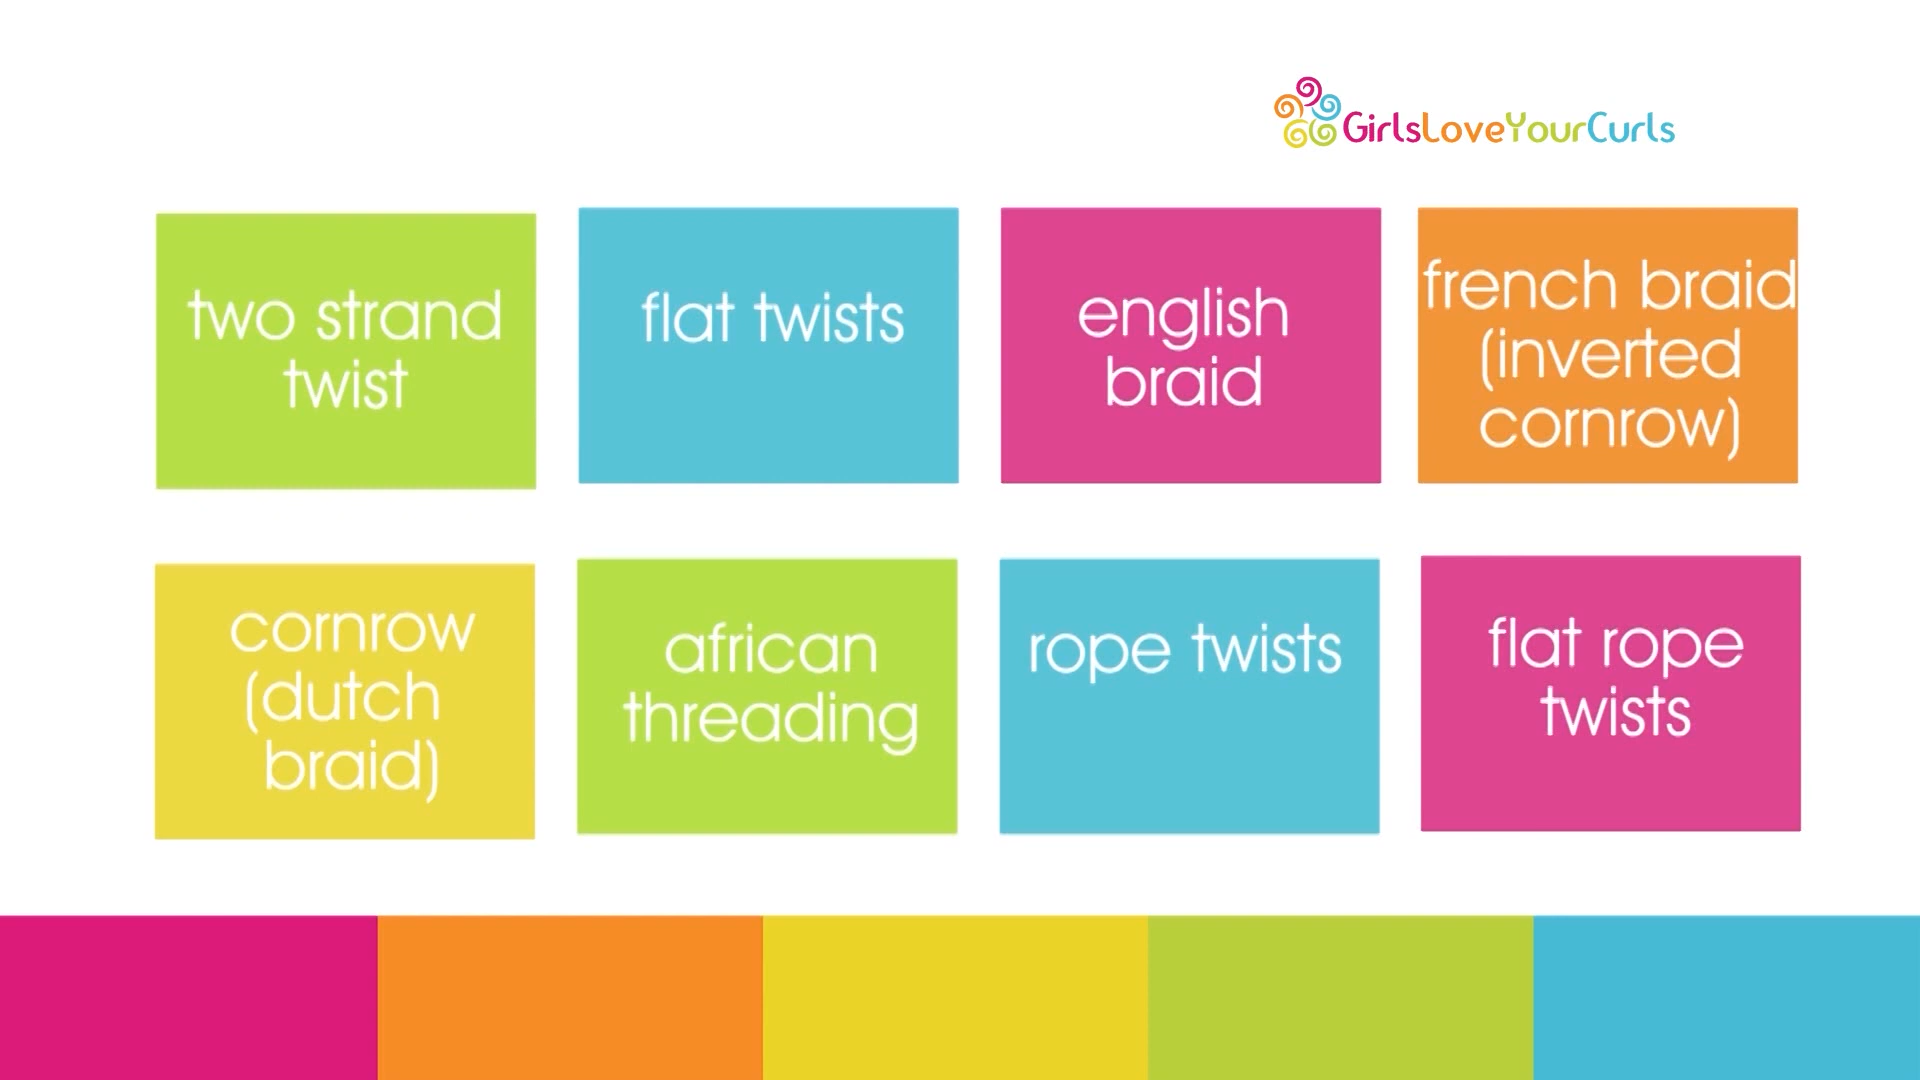 GirlsLoveYourCurls
two strand
twist
flat twists
english
braid
french braid
(inverted
cornrow)
cornrow
(dutch
braid)
african
threading
rope twists
flat rope
twists